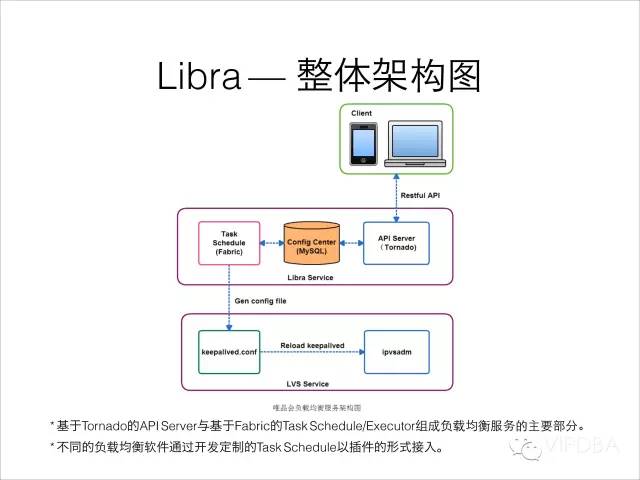 Libra — 整体架构图
Client
Restful API
Task
Schedule
(Fabric)
Config Center
(MySQL)
API Server
（Tornado）
Libra Service
Gen config file
keepalived.conf
Reload keepalived
ipvsadm
LVS Service
唯品会负载均衡服务架构图
* 基于Tornado的API Server与基于Fabric的Task Schedule/Executor组成负载均衡服务的主要部分。
* 不同的负载均衡软件通过开发定制的Task Schedule以插件的形式接入。
VIPDBA